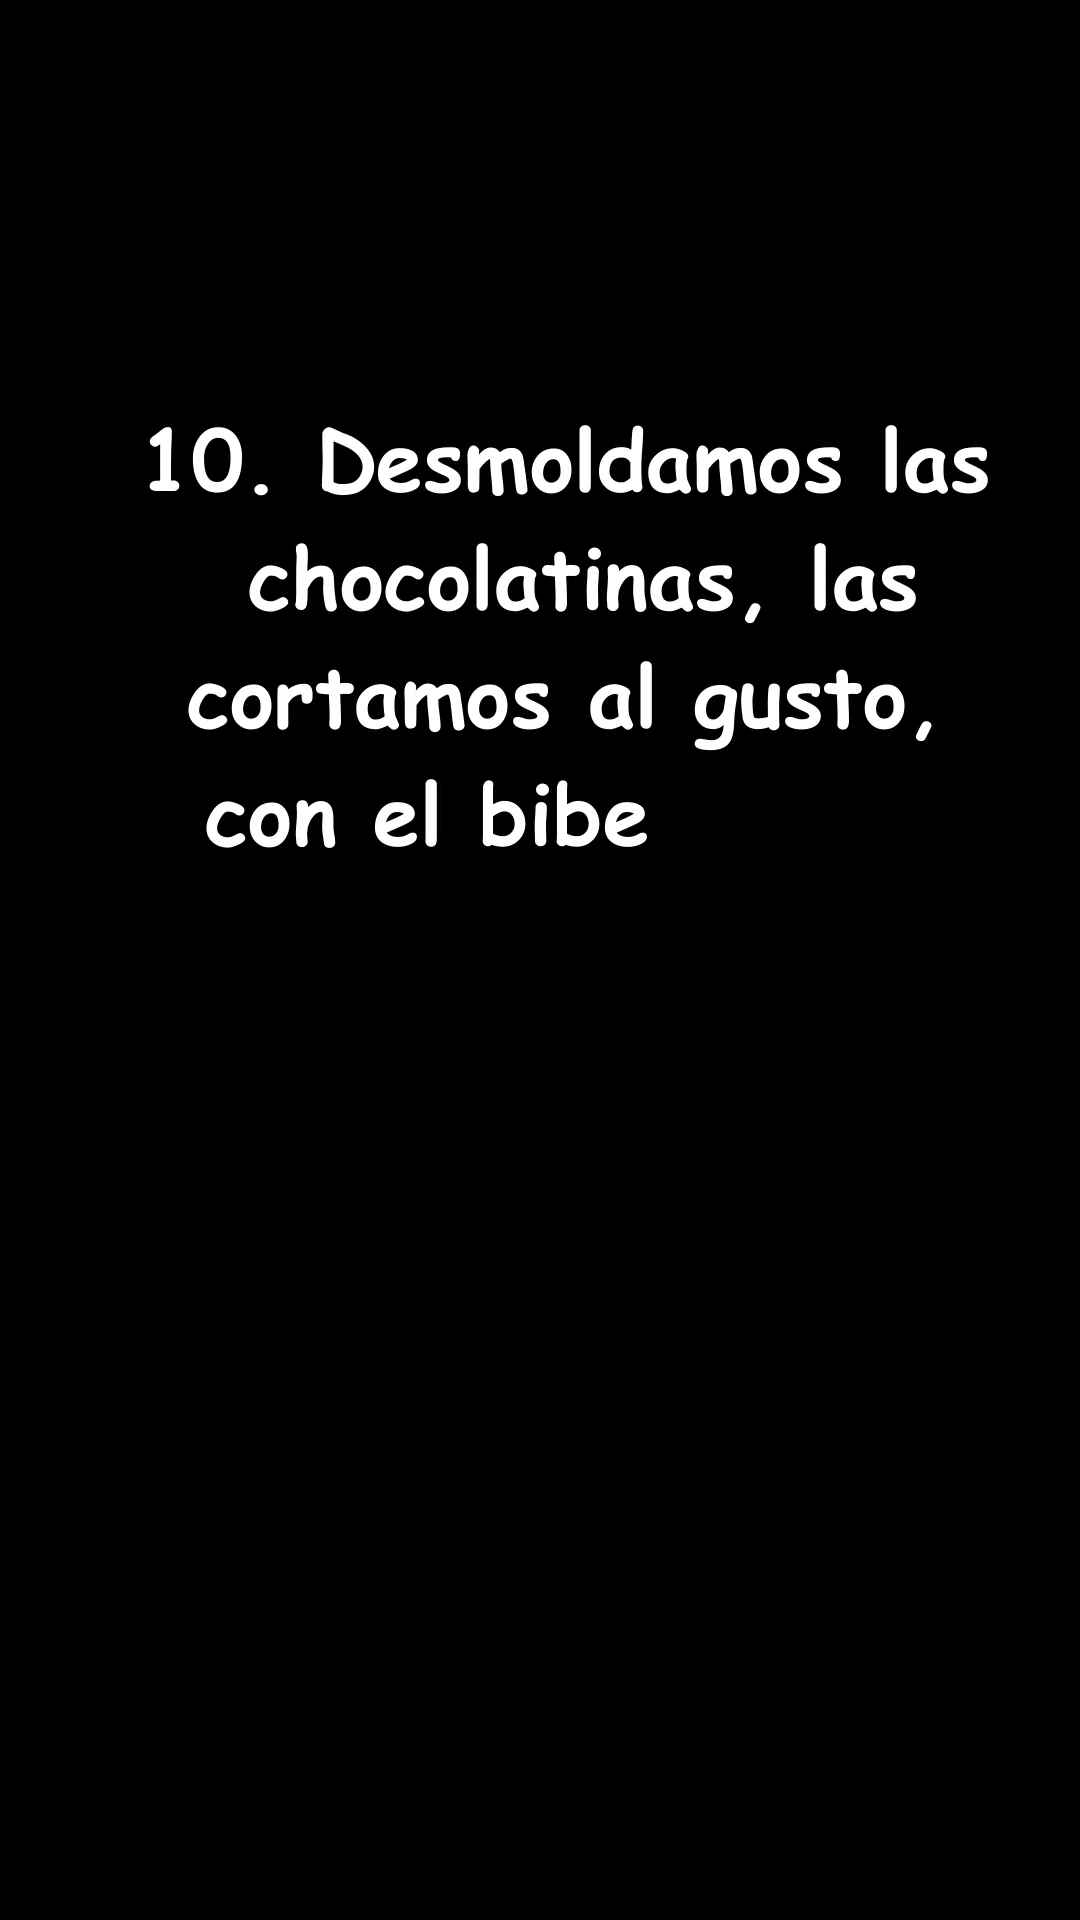 10. Desmoldamos las
chocolatinas, las
cortamos al gusto,
con el bibe